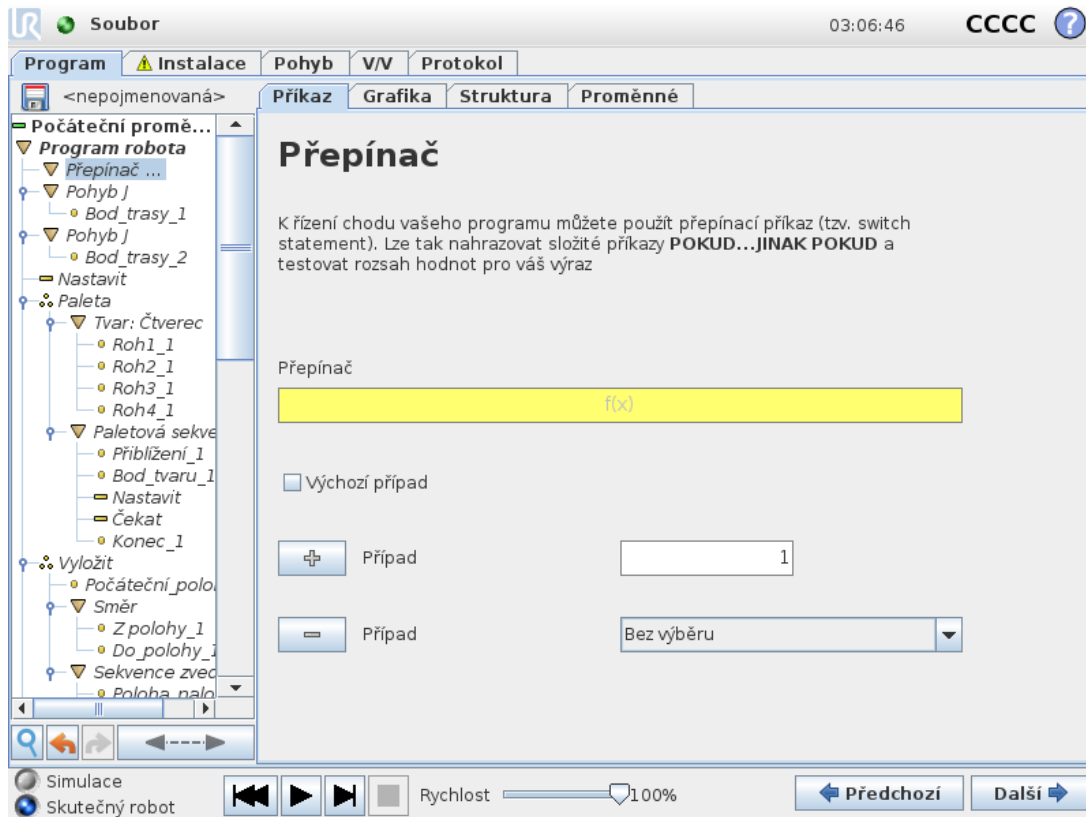 UR Soubor 03:06:46 CCCC ?
Program Instalace Pohyb V/V Protokol
<nepojmenovaná> Příkaz Grafika Struktura Proměnné
Počáteční promě...
Program robota
Přepínač ...
Pohyb J
Bod_trasy_1
Pohyb J
Bod_trasy_2
Nastavit
Paleta
Tvar: Čtverec
Roh1_1
Roh2_1
Roh3_1
Roh4_1
Paletová sekve
Přiblížení_1
Bod_tvaru_1
Nastavit
Čekat
Konec_1
Vyložit
Počáteční_polo
Směr
Z polohy_1
Do_polohy_1
Sekvence zved
Poloha_nalo
Přepínač
K řízení chodu vašeho programu můžete použít přepínací příkaz (tzv. switch
statement). Lze tak nahrazovat složité příkazy POKUD...JINAK POKUD a
testovat rozsah hodnot pro váš výraz
Přepínač
f(x)
Výchozí případ
Případ 1
Případ Bez výběru
Simulace
Skutečný robot
Rychlost 100%
Předchozí Další